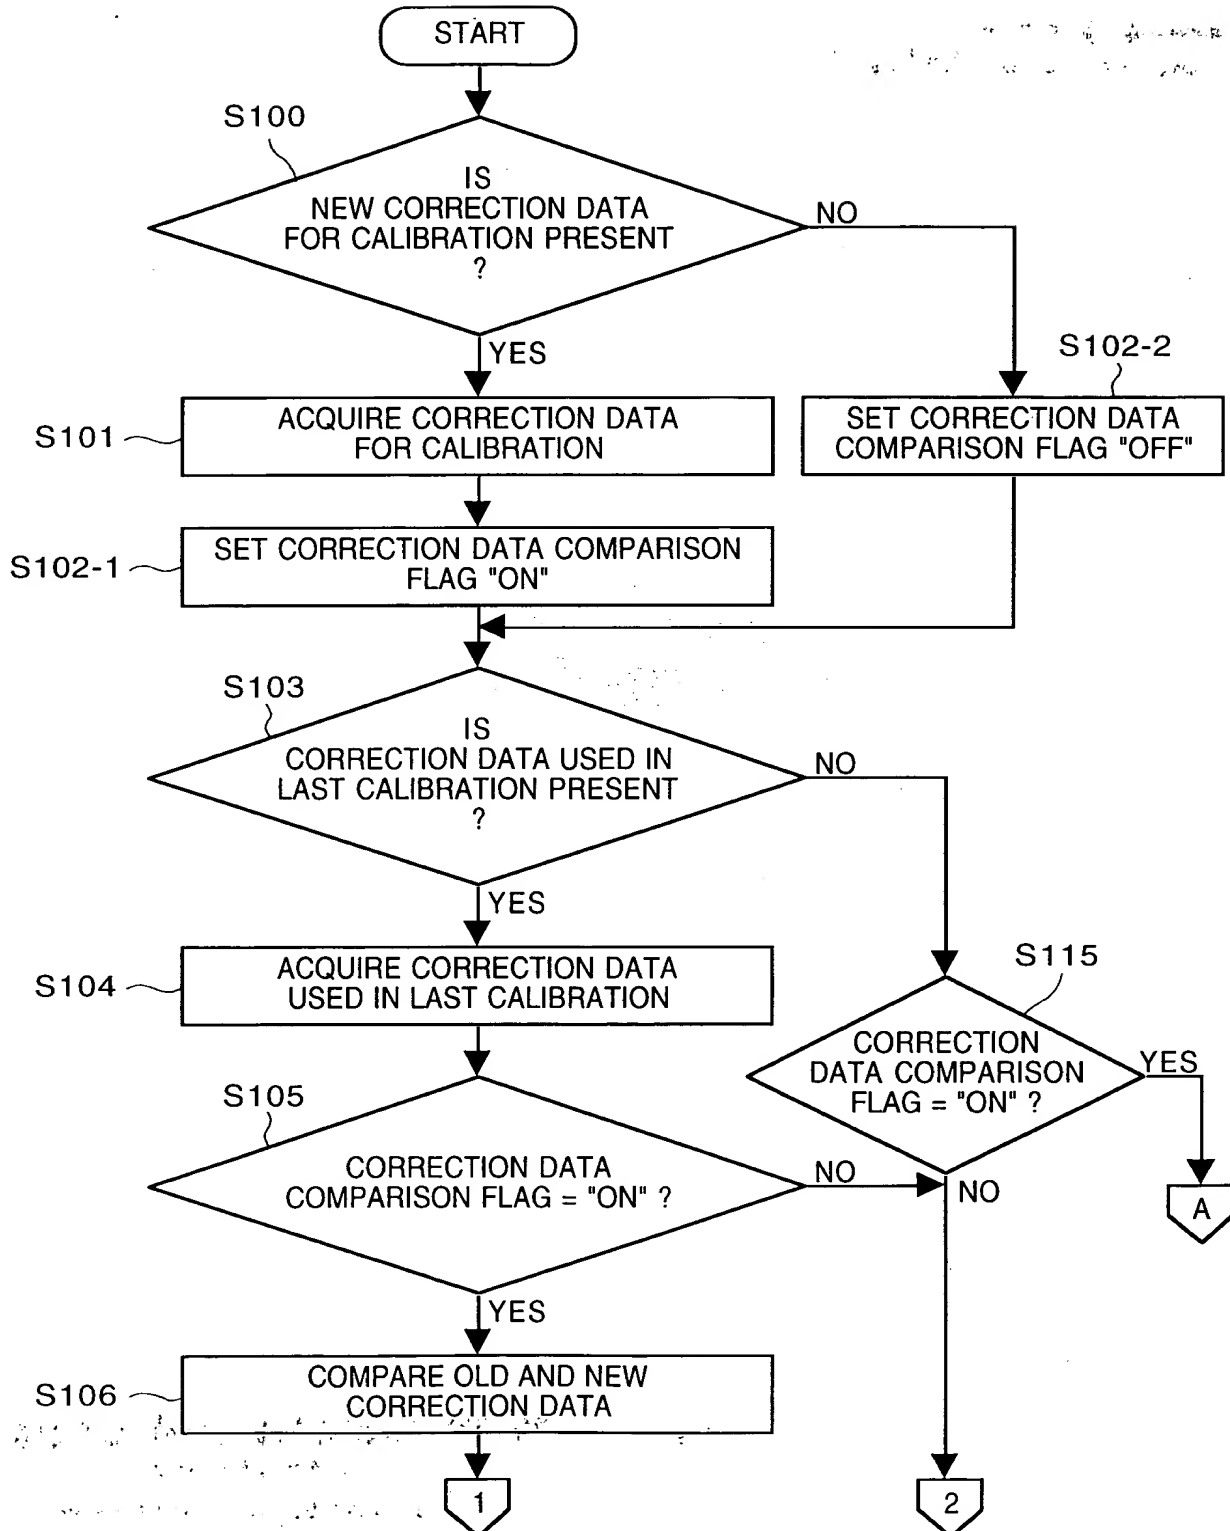 START
S100
IS
NEW CORRECTION DATA
FOR CALIBRATION PRESENT
?
NO
YES
S102-2
S101
ACQUIRE CORRECTION DATA
FOR CALIBRATION
SET CORRECTION DATA
COMPARISON FLAG "OFF"
S102-1
SET CORRECTION DATA COMPARISON
FLAG "ON"
S103
IS
CORRECTION DATA USED IN
LAST CALIBRATION PRESENT
?
NO
YES
S104
ACQUIRE CORRECTION DATA
USED IN LAST CALIBRATION
S115
CORRECTION
DATA COMPARISON
FLAG = "ON" ?
YES
S105
CORRECTION DATA
COMPARISON FLAG = "ON" ?
NO
NO
A
YES
S106
COMPARE OLD AND NEW
CORRECTION DATA
1
2